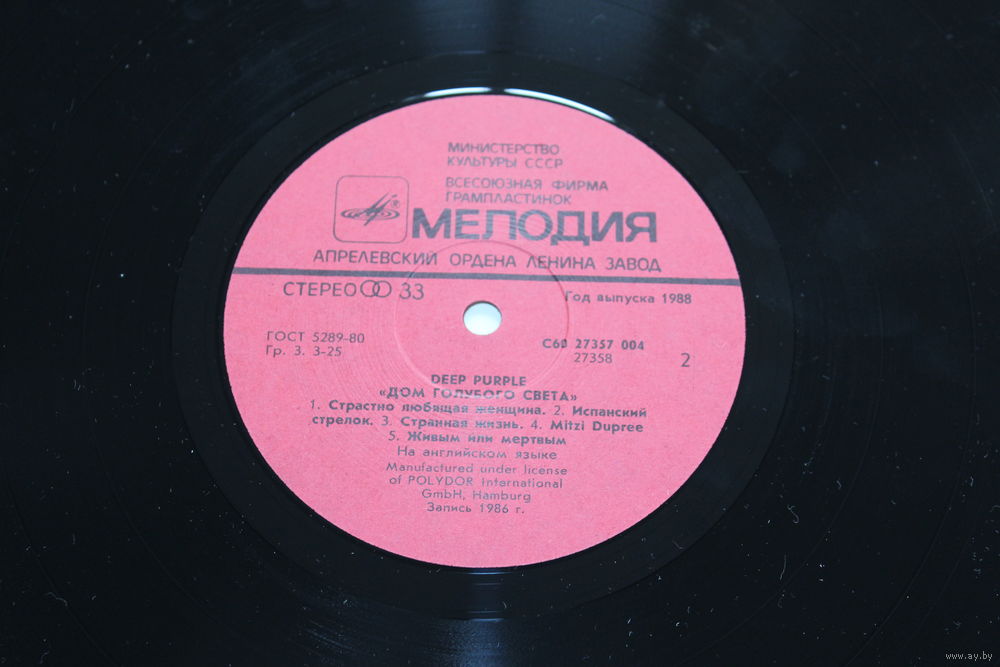 МИНИСТЕРСТВО
КУЛЬТУРЫ СССР
ВСЕСОЮЗНАЯ ФИРМА
ГРАМПЛАСТИНОК
®
МЕЛОДИЯ
АПРЕЛЕВСКИЙ ОРДЕНА ЛЕНИНА ЗАВОД
СТЕРЕО 33
Год выпуска 1988
ГОСТ 5289-80
Гр. 3. 3-25
С60 27357 004
27358
2
DEEP PURPLE
«ДОМ ГОЛУБОГО СВЕТА»
1. Страстно любящая женщина. 2. Испанский
стрелок. 3. Странная жизнь. 4. Mitzi Dupree
5. Живым или мертвым
На английском языке
Manufactured under license
of POLYDOR International
GmbH, Hamburg
Запись 1986 г.
www.ay.by